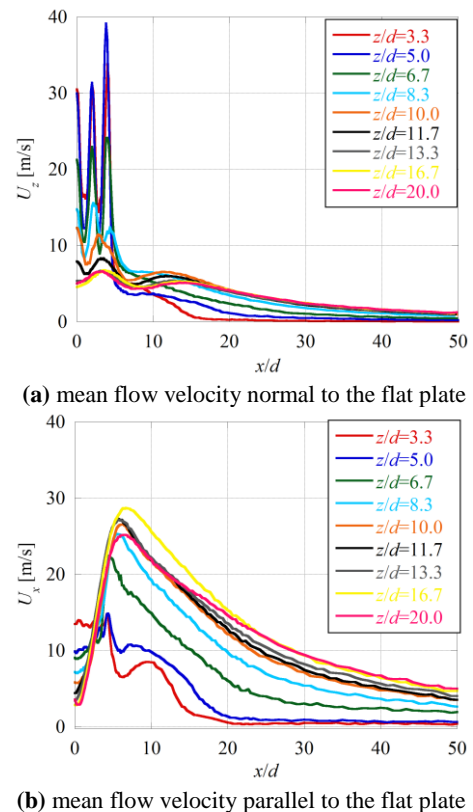 40
30
20
10
0
U_z [m/s]
z/d=3.3
z/d=5.0
z/d=6.7
z/d=8.3
z/d=10.0
z/d=11.7
z/d=13.3
z/d=16.7
z/d=20.0
0 10 20 30 40 50
x/d
(a) mean flow velocity normal to the flat plate
40
30
20
10
0
U_x [m/s]
z/d=3.3
z/d=5.0
z/d=6.7
z/d=8.3
z/d=10.0
z/d=11.7
z/d=13.3
z/d=16.7
z/d=20.0
0 10 20 30 40 50
x/d
(b) mean flow velocity parallel to the flat plate